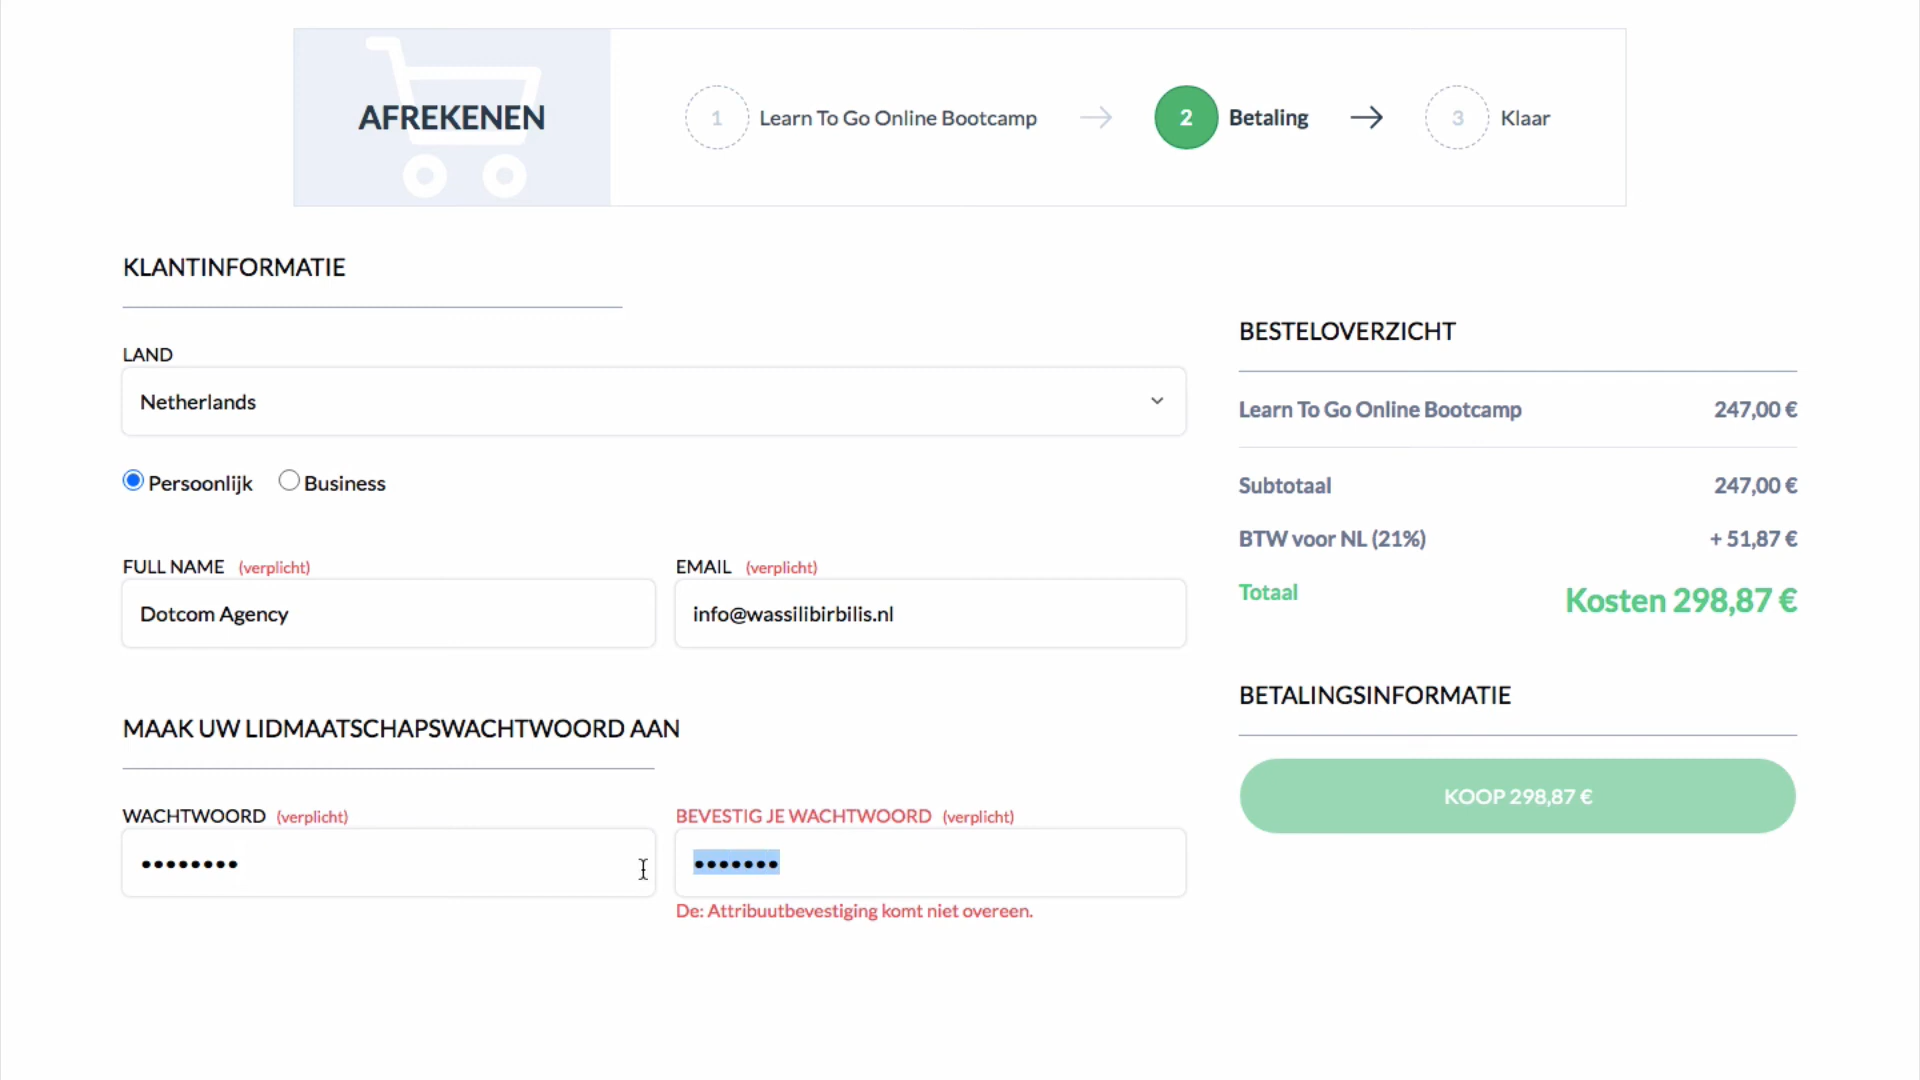 AFREKENEN
1 Learn To Go Online Bootcamp
2 Betaling
3 Klaar
KLANTINFORMATIE
LAND
Netherlands
Persoonlijk Business
FULL NAME (verplicht)
Dotcom Agency
EMAIL (verplicht)
info@wassilibirbilis.nl
MAAK UW LIDMAATSCHAPSWACHTWOORD AAN
WACHTWOORD (verplicht)
••••••••
BEVESTIG JE WACHTWOORD (verplicht)
•••••••
De: Attribuutbevestiging komt niet overeen.
BESTELOVERZICHT
Learn To Go Online Bootcamp 247,00 €
Subtotaal 247,00 €
BTW voor NL (21%) + 51,87 €
Totaal Kosten 298,87 €
BETALINGSINFORMATIE
KOOP 298,87 €